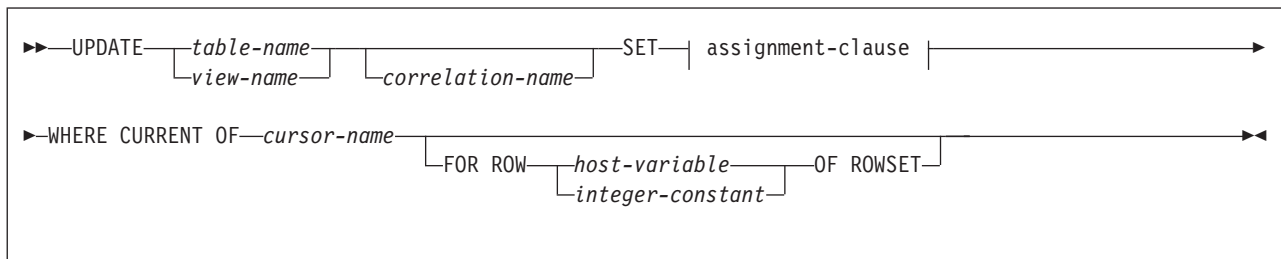 UPDATE table-name SET assignment-clause
view-name correlation-name
WHERE CURRENT OF cursor-name
FOR ROW host-variable OF ROWSET
integer-constant